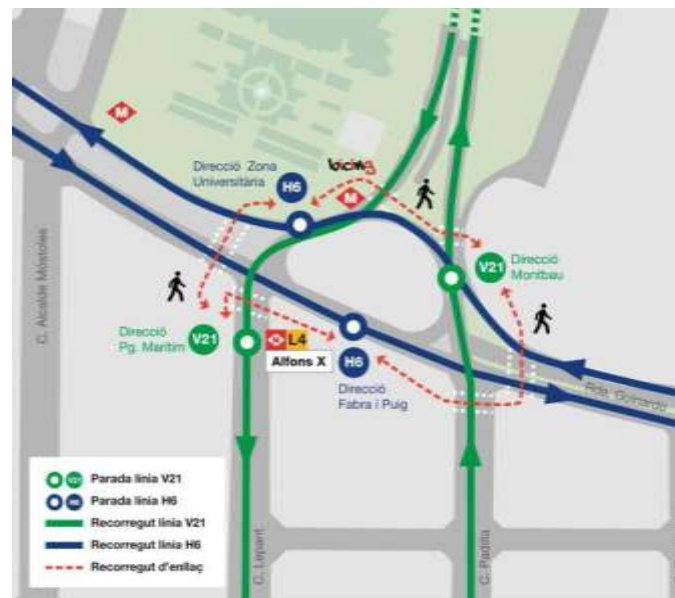 M
Direcció Zona
Universitària
H6
bicing
M
V21
Direcció
Montbau
C. Alcalde Móstoles
Direcció
Pg. Marítim
V21
L4
Alfons X
H6
Direcció
Fabra i Puig
Rda. Guinardó
V21 Parada línia V21
H6 Parada línia H6
Recorregut línia V21
Recorregut línia H6
Recorregut d'enllaç
C. Lepant
C. Padilla